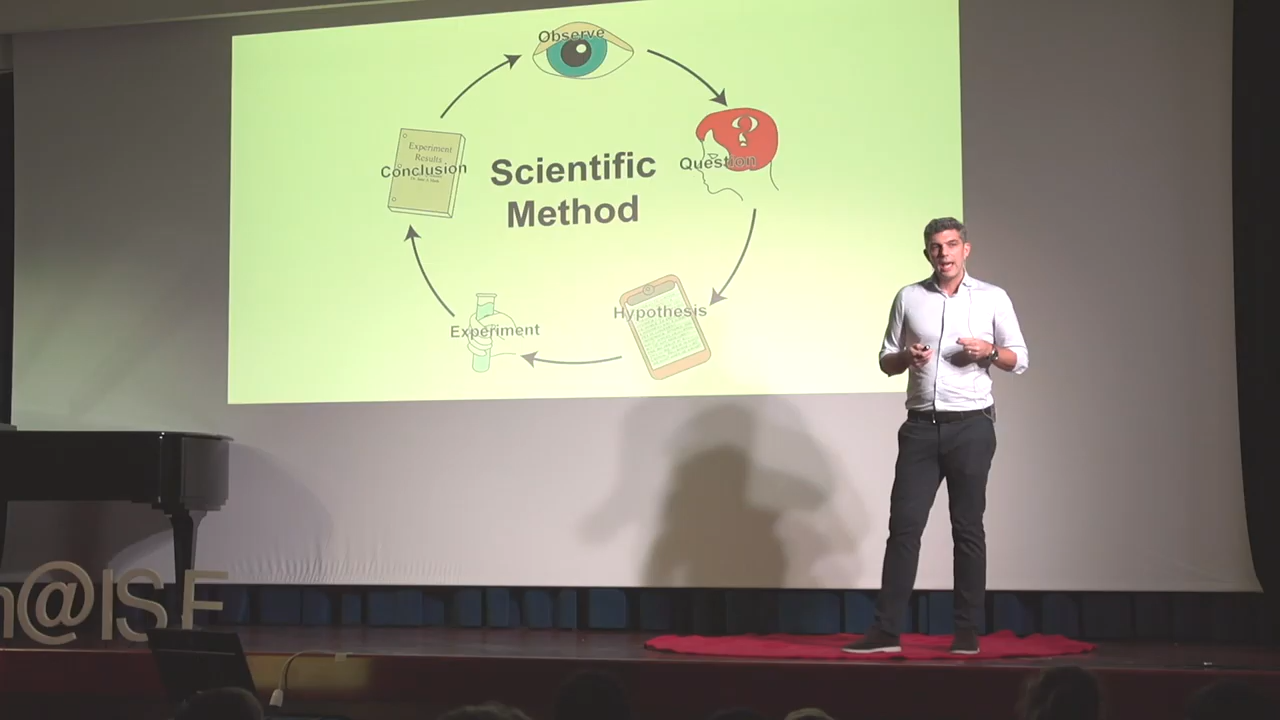 Observe
Question
Scientific
Method
Experiment
Results
Conclusion
Hypothesis
Experiment
@ISF